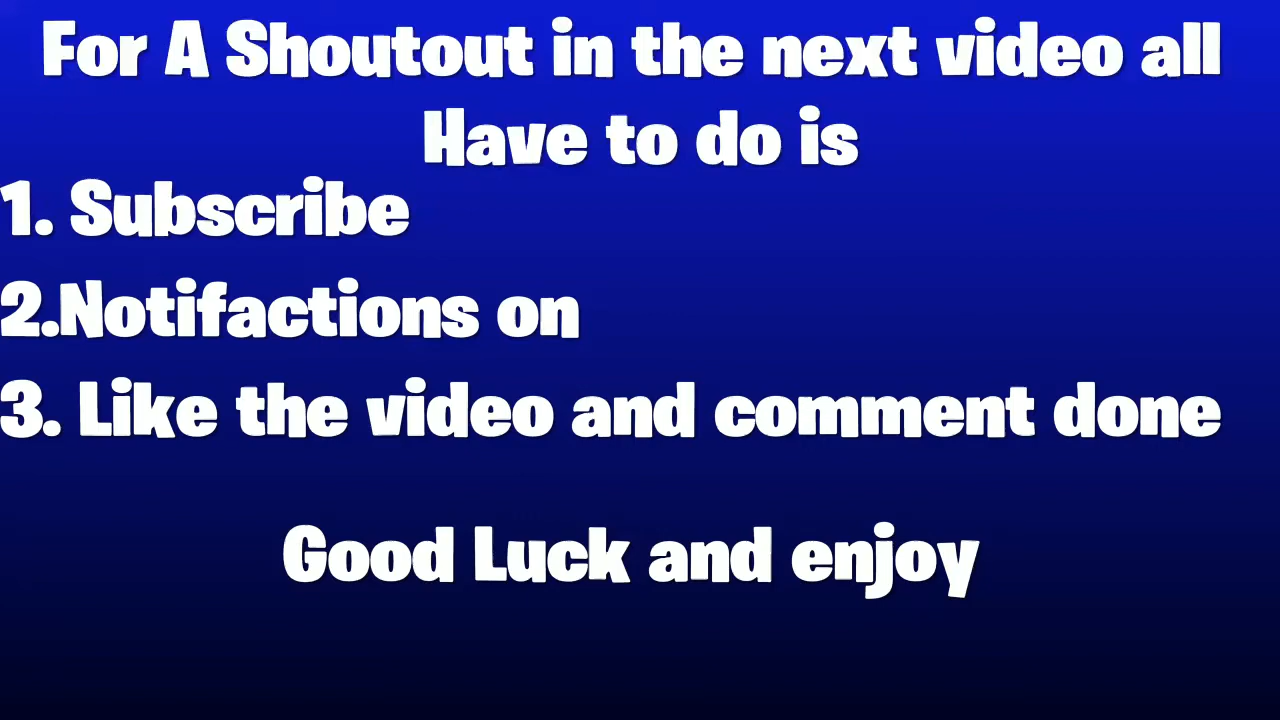 For A Shoutout in the next video all
Have to do is
1. Subscribe
2.Notifactions on
3. Like the video and comment done
Good Luck and enjoy